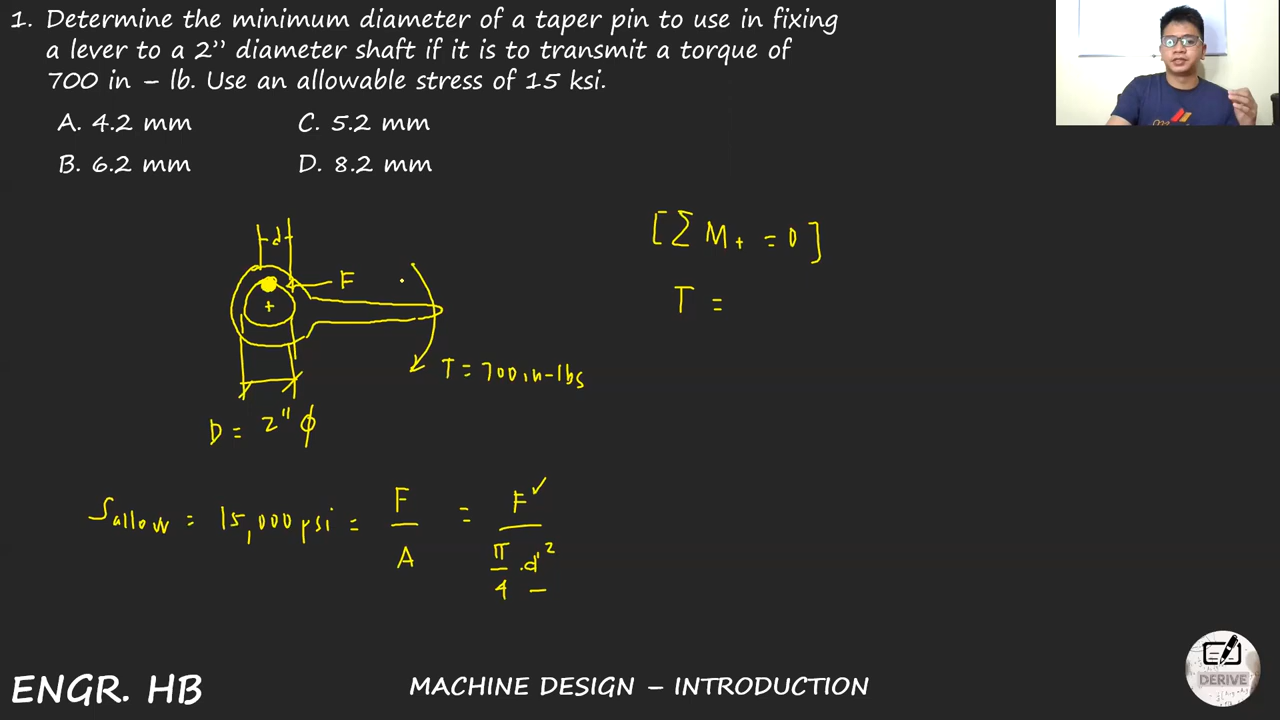 1. Determine the minimum diameter of a taper pin to use in fixing
a lever to a 2” diameter shaft if it is to transmit a torque of
700 in – lb. Use an allowable stress of 15 ksi.
A. 4.2 mm C. 5.2 mm
B. 6.2 mm D. 8.2 mm
[Σ M+ = 0]
d
F
T =
T = 700 in-lbs
D = 2" φ
Sallow = 15,000 psi = F/A = F/(π/4 · d²)
ENGR. HB
MACHINE DESIGN – INTRODUCTION
DERIVE